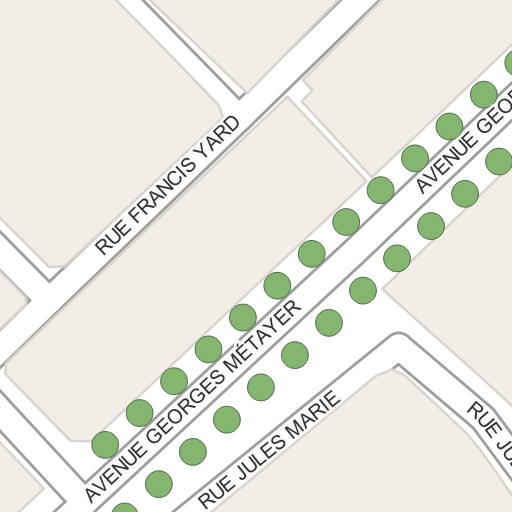 RUE FRANCIS YARD
AVENUE GEOR
AVENUE GEORGES MÉTAYER
RUE JULES MARIE
RUE JU